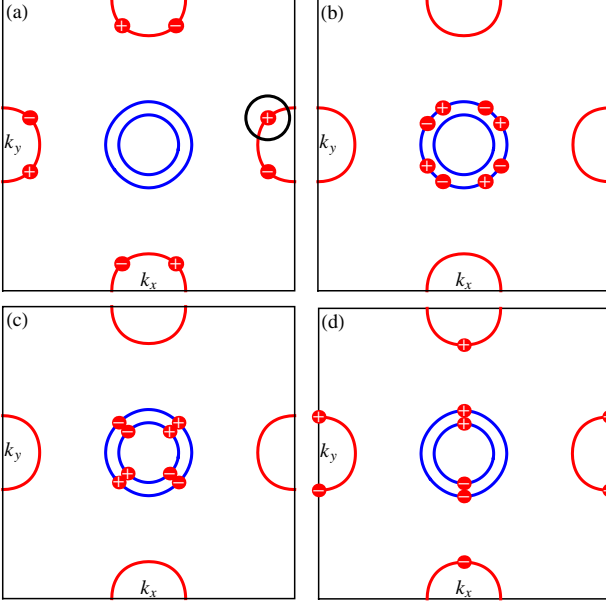 (a)
+ −
− +
k_y
+ −
− +
k_x
(b)
+ −
− +
k_y
+ −
− +
k_x
(c)
− +
− +
k_y
+ −
+ −
k_x
(d)
+
+
+
+
k_y
− −
−
−
k_x